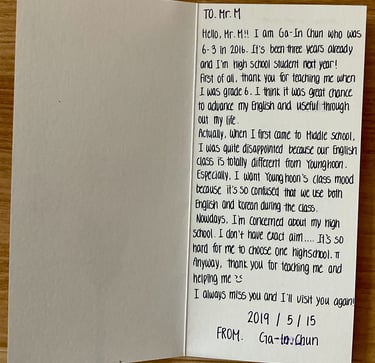 TO. Mr. M
Hello, Mr. M!! I am Ga-In Chun who was
6-3 in 2016. It's been three years already
and I'm high school student next year!
First of all, thank you for teaching me when
I was grade 6. I think it was great chance
to advance my English and useful through
out my life.
Actually, when I first came to Middle school,
I was quite disappointed because our English
class is totally different from Younghoon.
Especially, I want Younghoon's class mood
because it's so confused that we use both
English and korean during the class.
Nowdays, I'm concerned about my high
school. I don't have exact aim.... It's so
hard for me to choose one highschool. ㅠ
Anyway, thank you for teaching me and
helping me
I always miss you and I'll visit you again!
2019 / 5 / 15
FROM. Ga-In Chun